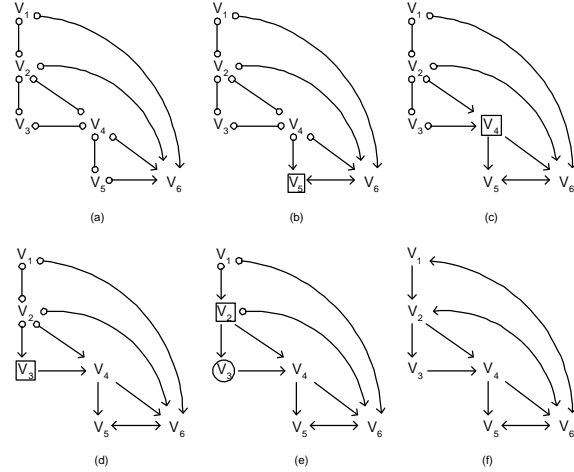 V1 V1 V1
V2 V2 V2
V3 V4 V3 V4 V3 V4
V5 V6 V5 V6 V5 V6
(a) (b) (c)
V1 V1 V1
V2 V2 V2
V3 V4 V3 V4 V3 V4
V5 V6 V5 V6 V5 V6
(d) (e) (f)